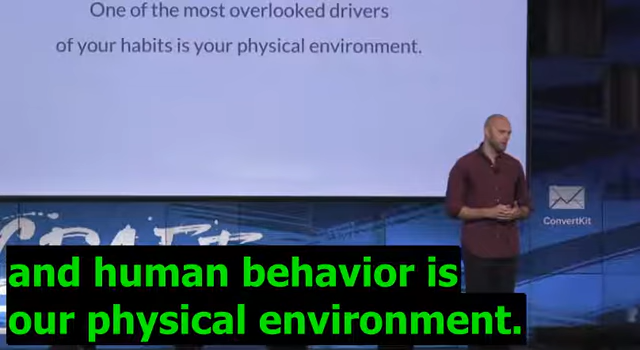 One of the most overlooked drivers
of your habits is your physical environment.
ConvertKit
CRAFT
and human behavior is
our physical environment.